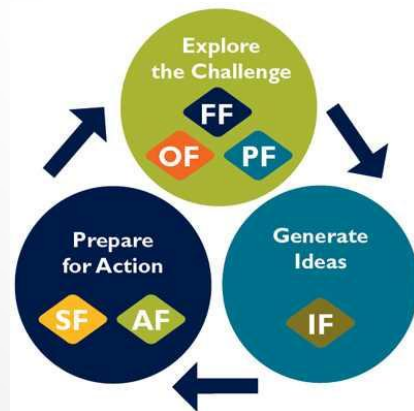 Explore
the Challenge
FF
OF PF
Prepare
for Action
SF AF
Generate
Ideas
IF